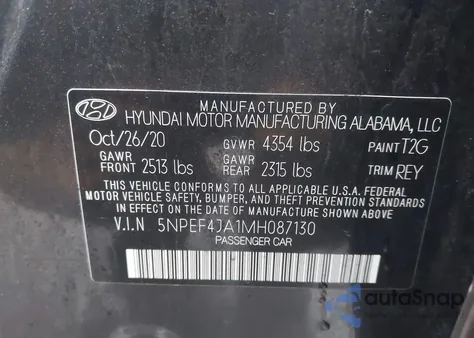 MANUFACTURED BY
HYUNDAI MOTOR MANUFACTURING ALABAMA, LLC
Oct/26/20 GVWR 4354 lbs PAINT T2G
GAWR FRONT 2513 lbs GAWR REAR 2315 lbs TRIM REY
THIS VEHICLE CONFORMS TO ALL APPLICABLE U.S.A. FEDERAL
MOTOR VEHICLE SAFETY, BUMPER, AND THEFT PREVENTION STANDARDS
IN EFFECT ON THE DATE OF MANUFACTURE SHOWN ABOVE.
V.I.N 5NPEF4JA1MH087130
PASSENGER CAR
autoSnap